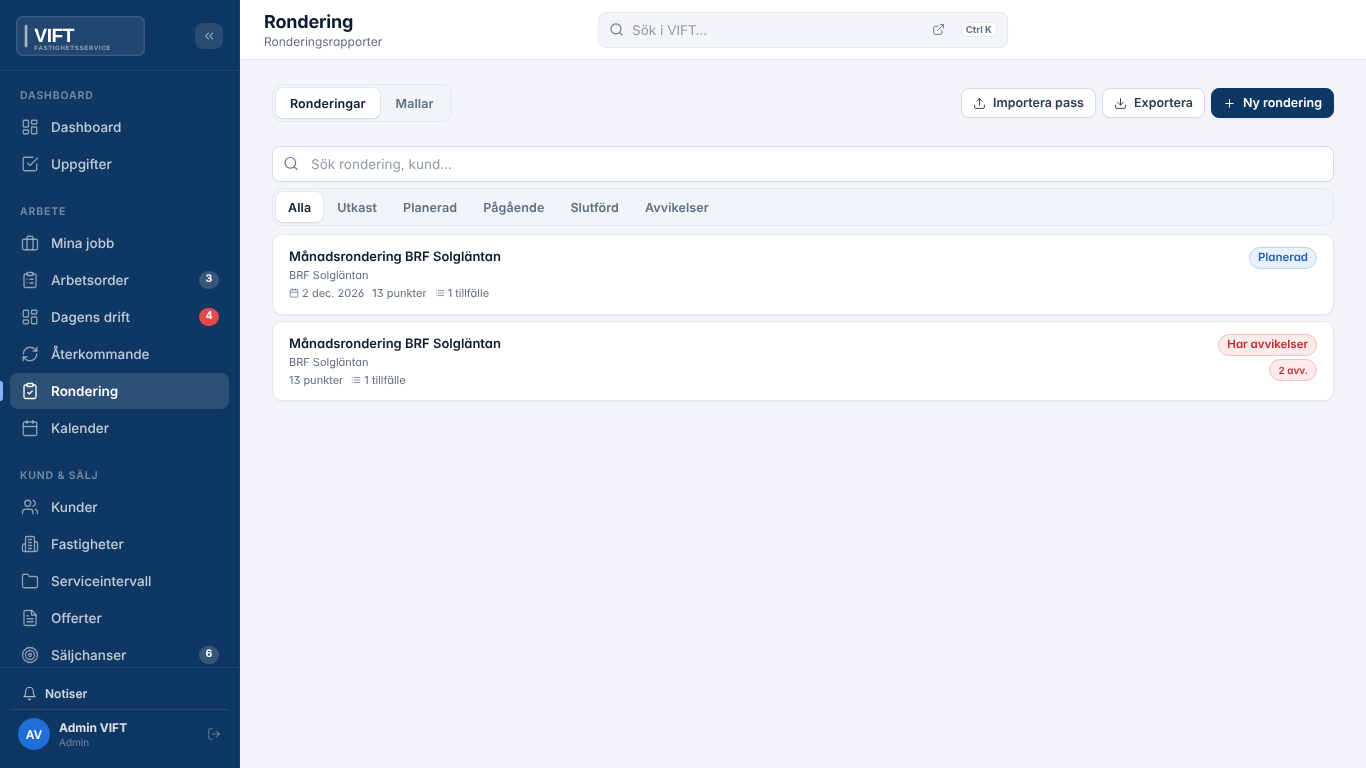 VIFT
FASTIGHETSSERVICE
DASHBOARD
Dashboard
Uppgifter
ARBETE
Mina jobb
Arbetsorder 3
Dagens drift 4
Återkommande
Rondering
Kalender
KUND & SÄLJ
Kunder
Fastigheter
Serviceintervall
Offerter
Säljchanser 6
Notiser
AV
Admin VIFT
Admin
Rondering
Ronderingsrapporter
Sök i VIFT... Ctrl K
Ronderingar Mallar
Importera pass Exportera Ny rondering
Sök rondering, kund...
Alla Utkast Planerad Pågående Slutförd Avvikelser
Månadsrondering BRF Solgläntan Planerad
BRF Solgläntan
2 dec. 2026 13 punkter 1 tillfälle
Månadsrondering BRF Solgläntan Har avvikelser
BRF Solgläntan 2 avv.
13 punkter 1 tillfälle